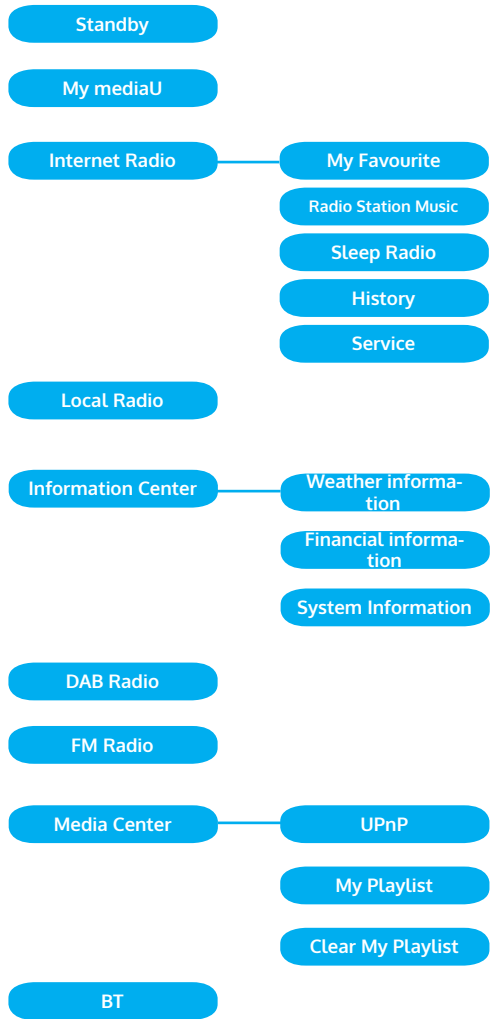 Standby
My mediaU
Internet Radio
My Favourite
Radio Station Music
Sleep Radio
History
Service
Local Radio
Information Center
Weather informa-
tion
Financial informa-
tion
System Information
DAB Radio
FM Radio
Media Center
UPnP
My Playlist
Clear My Playlist
BT